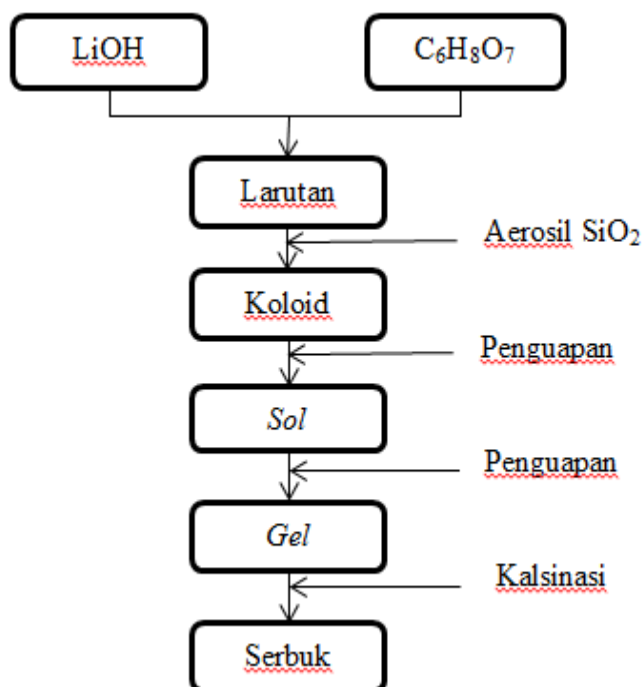 LiOH
C₆H₈O₇
Larutan
Aerosil SiO₂
Koloid
Penguapan
Sol
Penguapan
Gel
Kalsinasi
Serbuk